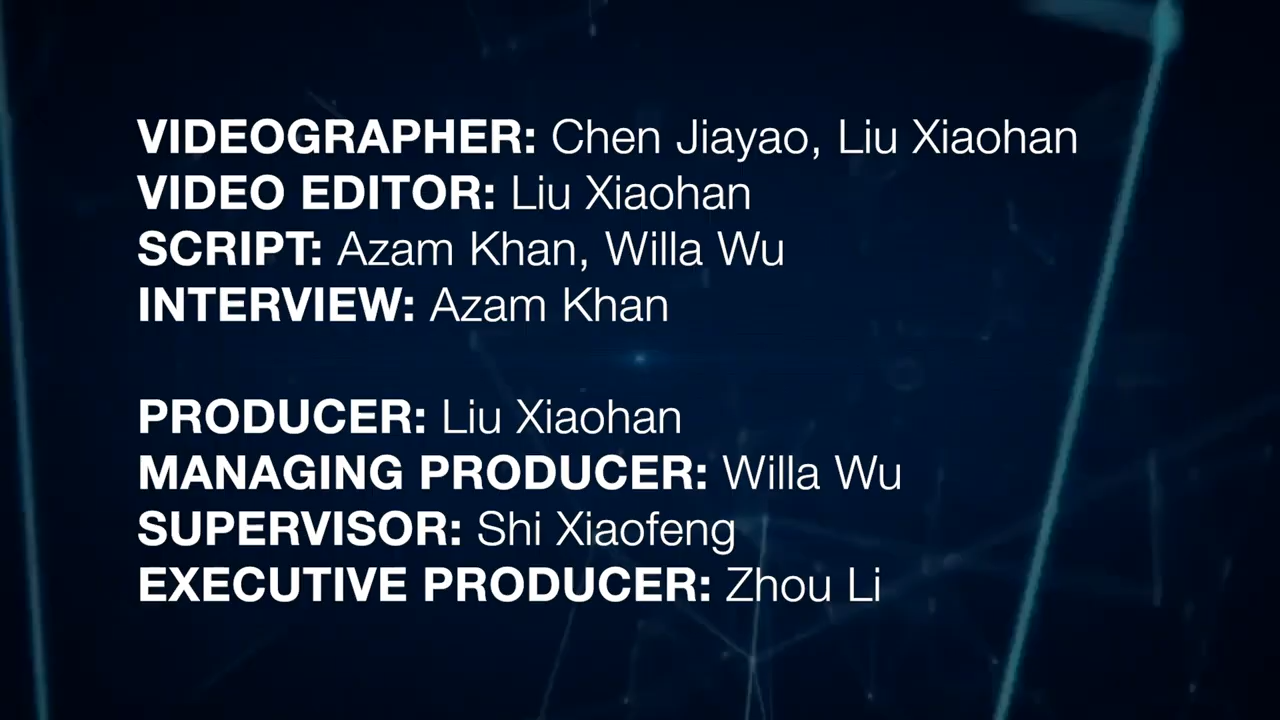 VIDEOGRAPHER: Chen Jiayao, Liu Xiaohan
VIDEO EDITOR: Liu Xiaohan
SCRIPT: Azam Khan, Willa Wu
INTERVIEW: Azam Khan
PRODUCER: Liu Xiaohan
MANAGING PRODUCER: Willa Wu
SUPERVISOR: Shi Xiaofeng
EXECUTIVE PRODUCER: Zhou Li